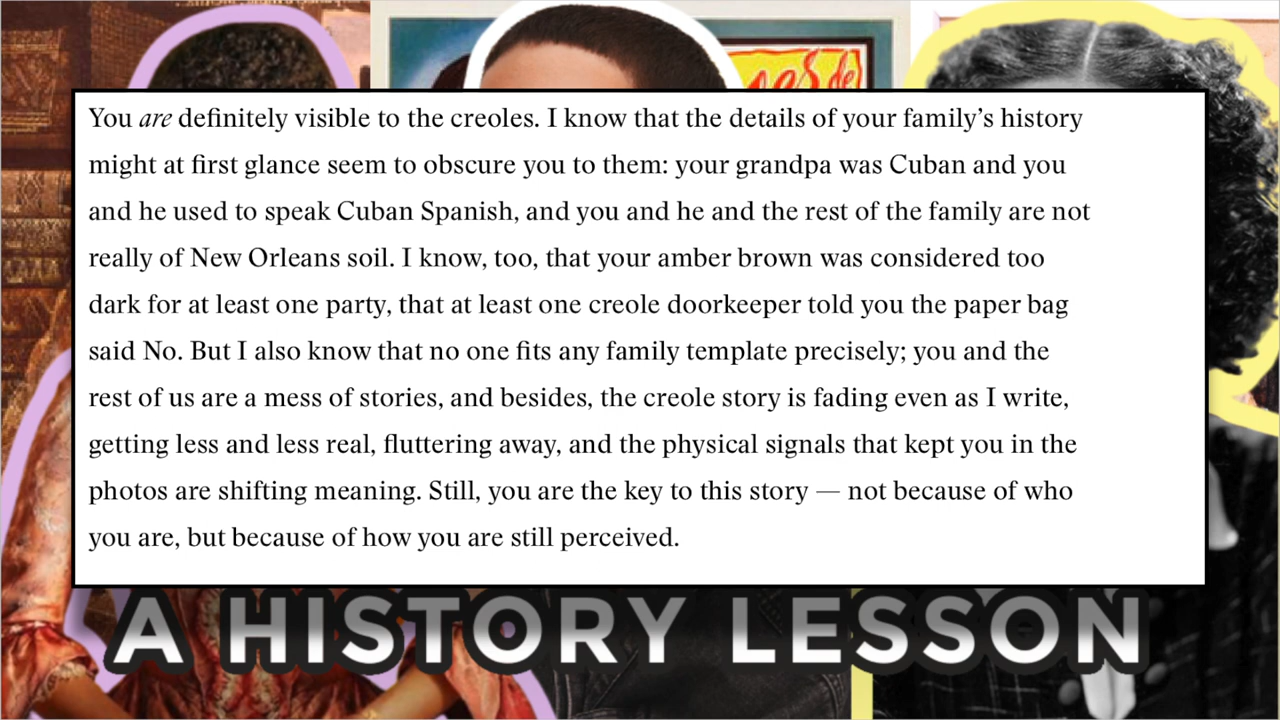 You are definitely visible to the creoles. I know that the details of your family’s history
might at first glance seem to obscure you to them: your grandpa was Cuban and you
and he used to speak Cuban Spanish, and you and he and the rest of the family are not
really of New Orleans soil. I know, too, that your amber brown was considered too
dark for at least one party, that at least one creole doorkeeper told you the paper bag
said No. But I also know that no one fits any family template precisely; you and the
rest of us are a mess of stories, and besides, the creole story is fading even as I write,
getting less and less real, fluttering away, and the physical signals that kept you in the
photos are shifting meaning. Still, you are the key to this story — not because of who
you are, but because of how you are still perceived.
A HISTORY LESSON